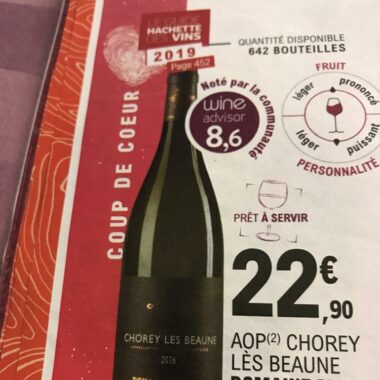 LE GUIDE
HACHETTE
DES VINS
2019
Page 452
QUANTITÉ DISPONIBLE
642 BOUTEILLES
COUP DE COEUR
Noté par la communauté
wine
advisor
8,6
FRUIT
léger
prononcé
léger
puissant
PERSONNALITÉ
PRÊT À SERVIR
22€,90
AOP(2) CHOREY
LÈS BEAUNE
CHOREY LÈS BEAUNE
2016